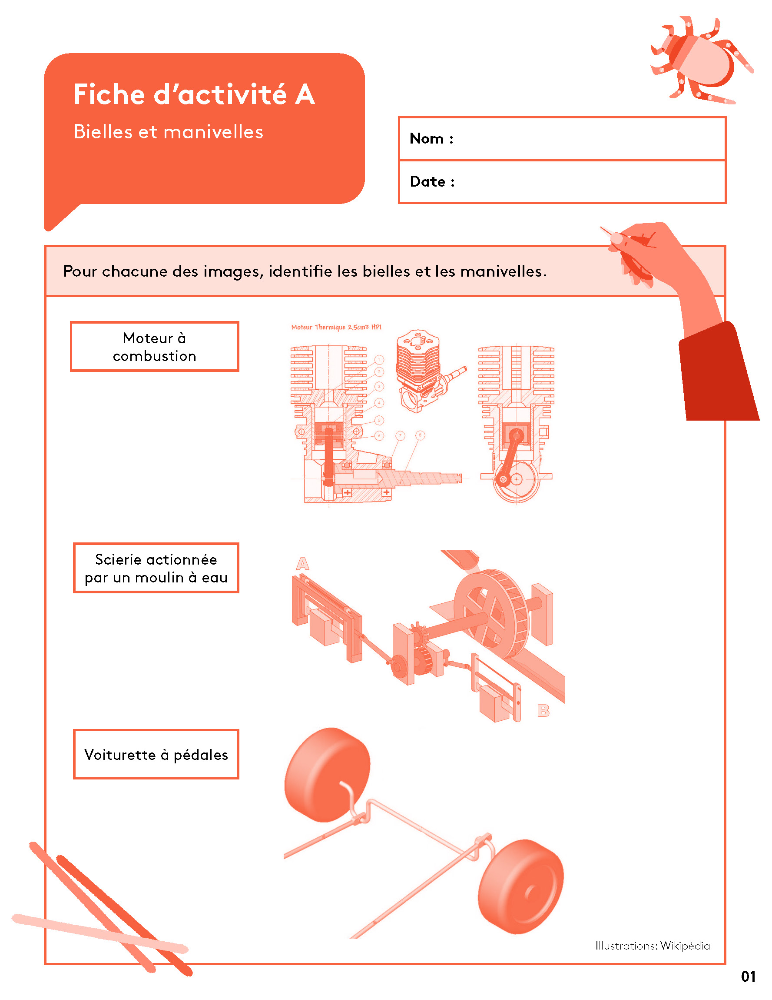 Fiche d’activité A
Bielles et manivelles
Nom :
Date :
Pour chacune des images, identifie les bielles et les manivelles.
Moteur à
combustion
Moteur Thermique 2,5cm3 HPI
1
2
3
4
5
6
7
8
Scierie actionnée
par un moulin à eau
A
B
Voiturette à pédales
Illustrations: Wikipédia
01